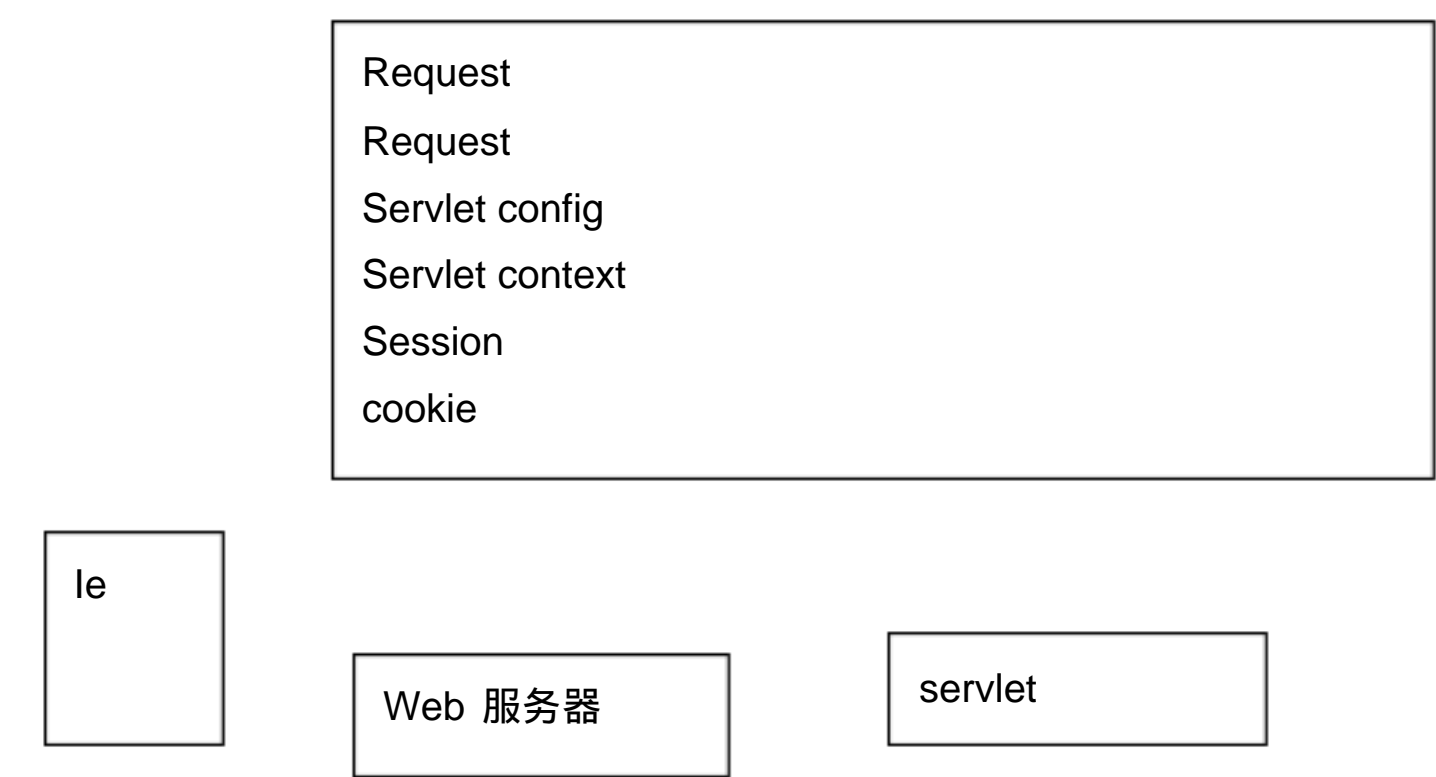 Request
Request
Servlet config
Servlet context
Session
cookie
Ie
Web 服务器
servlet